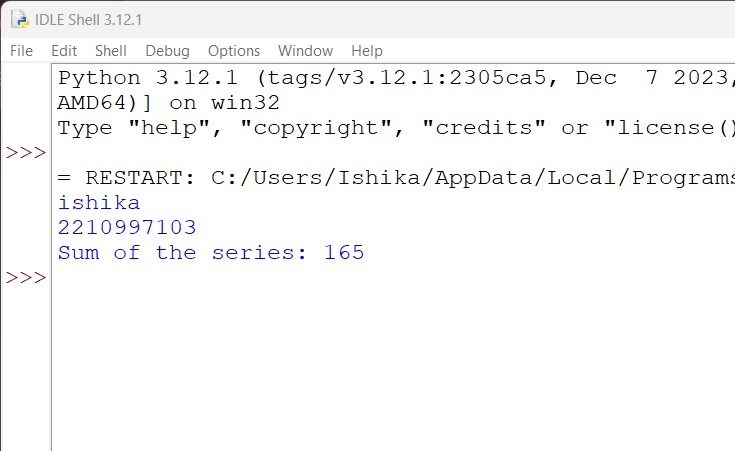 IDLE Shell 3.12.1
File Edit Shell Debug Options Window Help
Python 3.12.1 (tags/v3.12.1:2305ca5, Dec  7 2023,
AMD64)] on win32
Type "help", "copyright", "credits" or "license()
>>>
= RESTART: C:/Users/Ishika/AppData/Local/Programs
ishika
2210997103
Sum of the series: 165
>>>